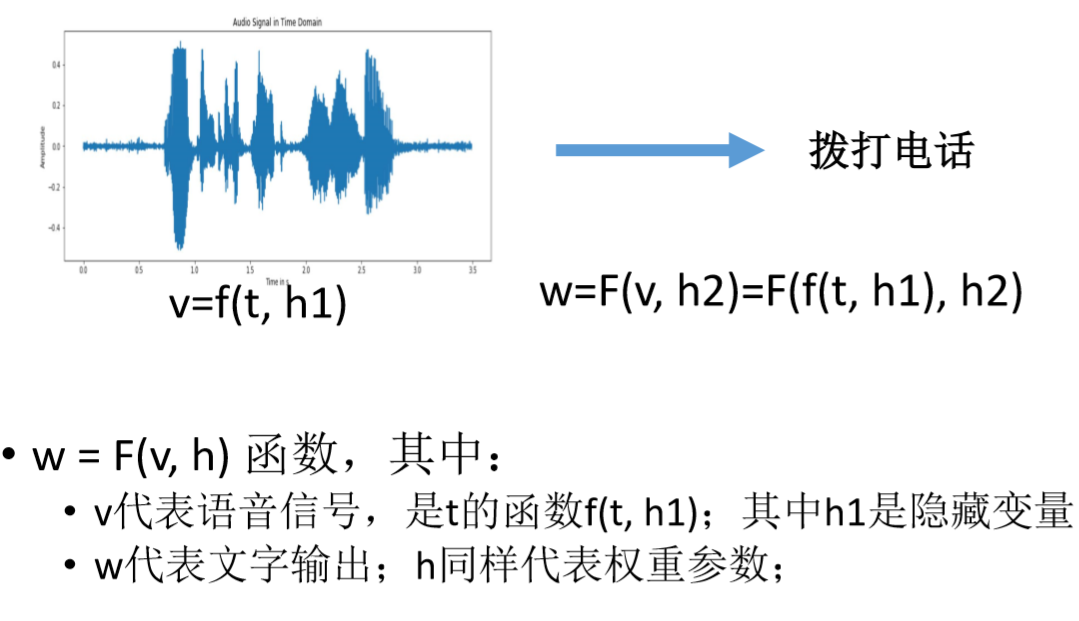 Audio Signal in Time Domain
0.4
0.2
0.0
-0.2
-0.4
Amplitude
0.0 0.5 1.0 1.5 2.0 2.5 3.0 3.5
Time in s
拨打电话
v=f(t, h1)
w=F(v, h2)=F(f(t, h1), h2)
• w = F(v, h) 函数，其中：
• v代表语音信号，是t的函数f(t, h1)；其中h1是隐藏变量
• w代表文字输出；h同样代表权重参数；